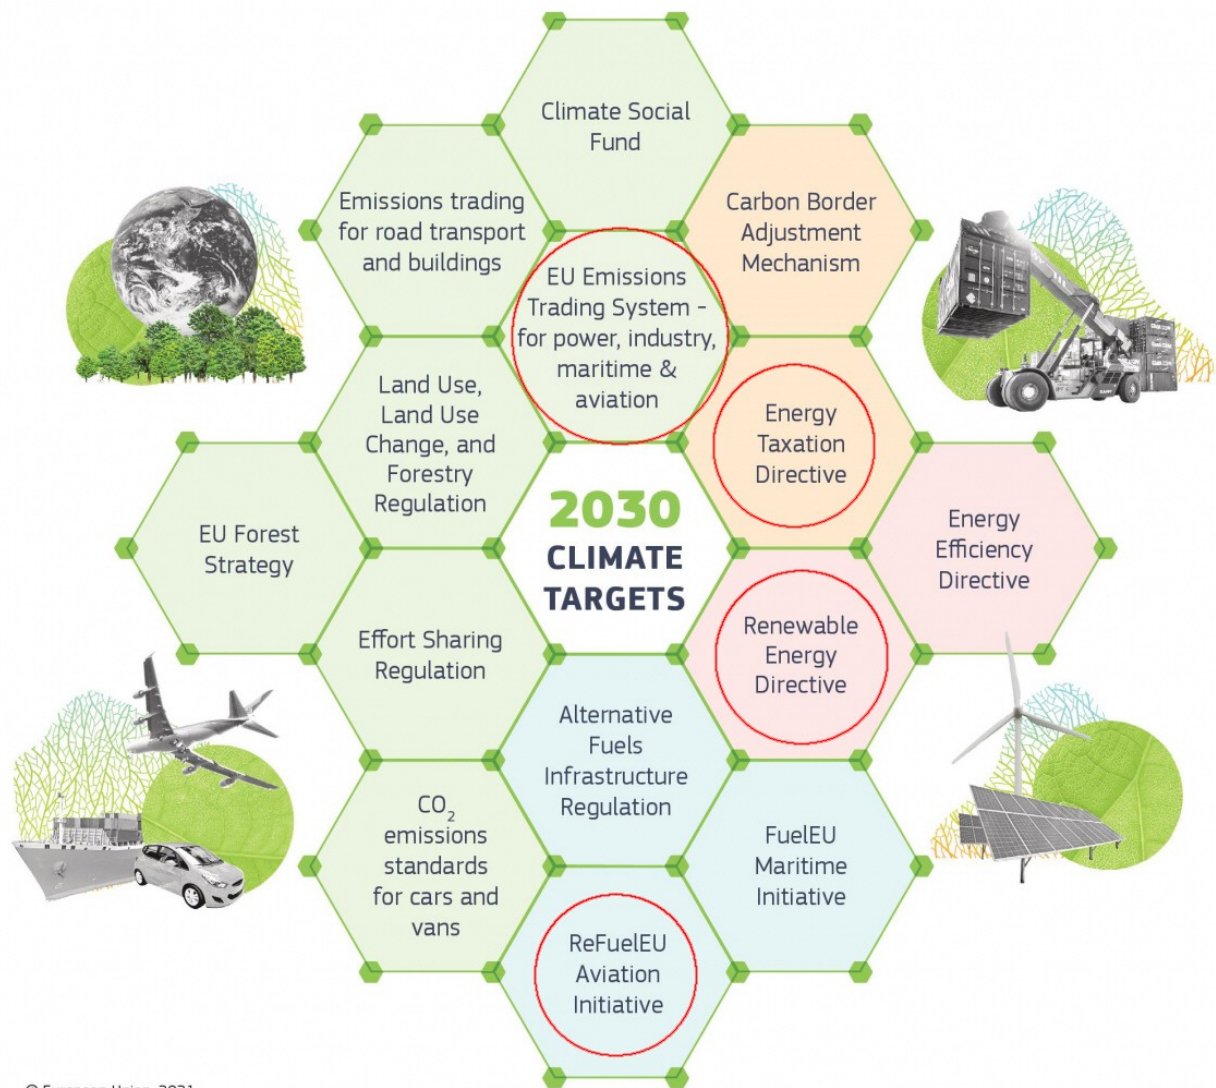 Climate Social
Fund
Emissions trading
for road transport
and buildings
Carbon Border
Adjustment
Mechanism
EU Emissions
Trading System -
for power, industry,
maritime &
aviation
Land Use,
Land Use
Change, and
Forestry
Regulation
Energy
Taxation
Directive
EU Forest
Strategy
2030
CLIMATE
TARGETS
Energy
Efficiency
Directive
Effort Sharing
Regulation
Renewable
Energy
Directive
Alternative
Fuels
Infrastructure
Regulation
CO₂
emissions
standards
for cars and
vans
FuelEU
Maritime
Initiative
ReFuelEU
Aviation
Initiative
© European Union, 2021